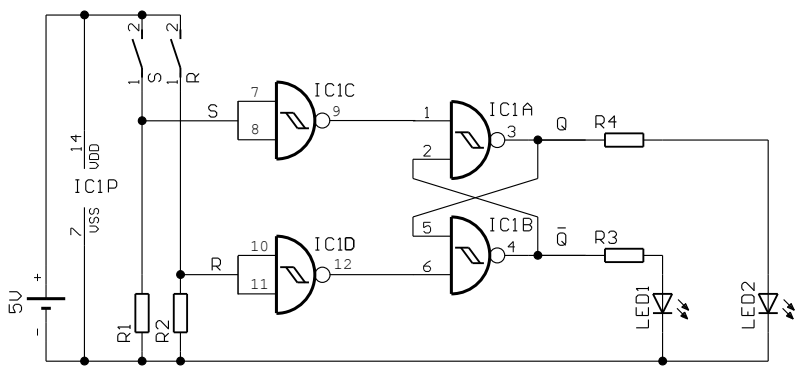 2
2
1
S
1
R
7
IC1C
S
9
8
1
IC1A
3
Q
R4
2
14
VDD
IC1P
VSS
7
5
IC1B
4
Q̅
R3
6
10
IC1D
R
12
11
+
5V
-
R1
R2
LED1
LED2